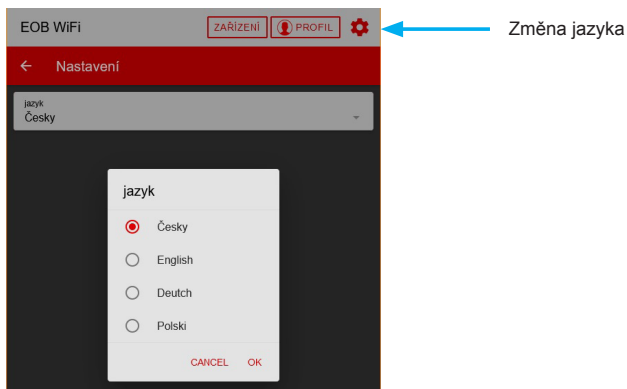 EOB WiFi ZAŘÍZENÍ PROFIL
Změna jazyka
Nastavení
jazyk
Česky
jazyk
Česky
English
Deutch
Polski
CANCEL OK